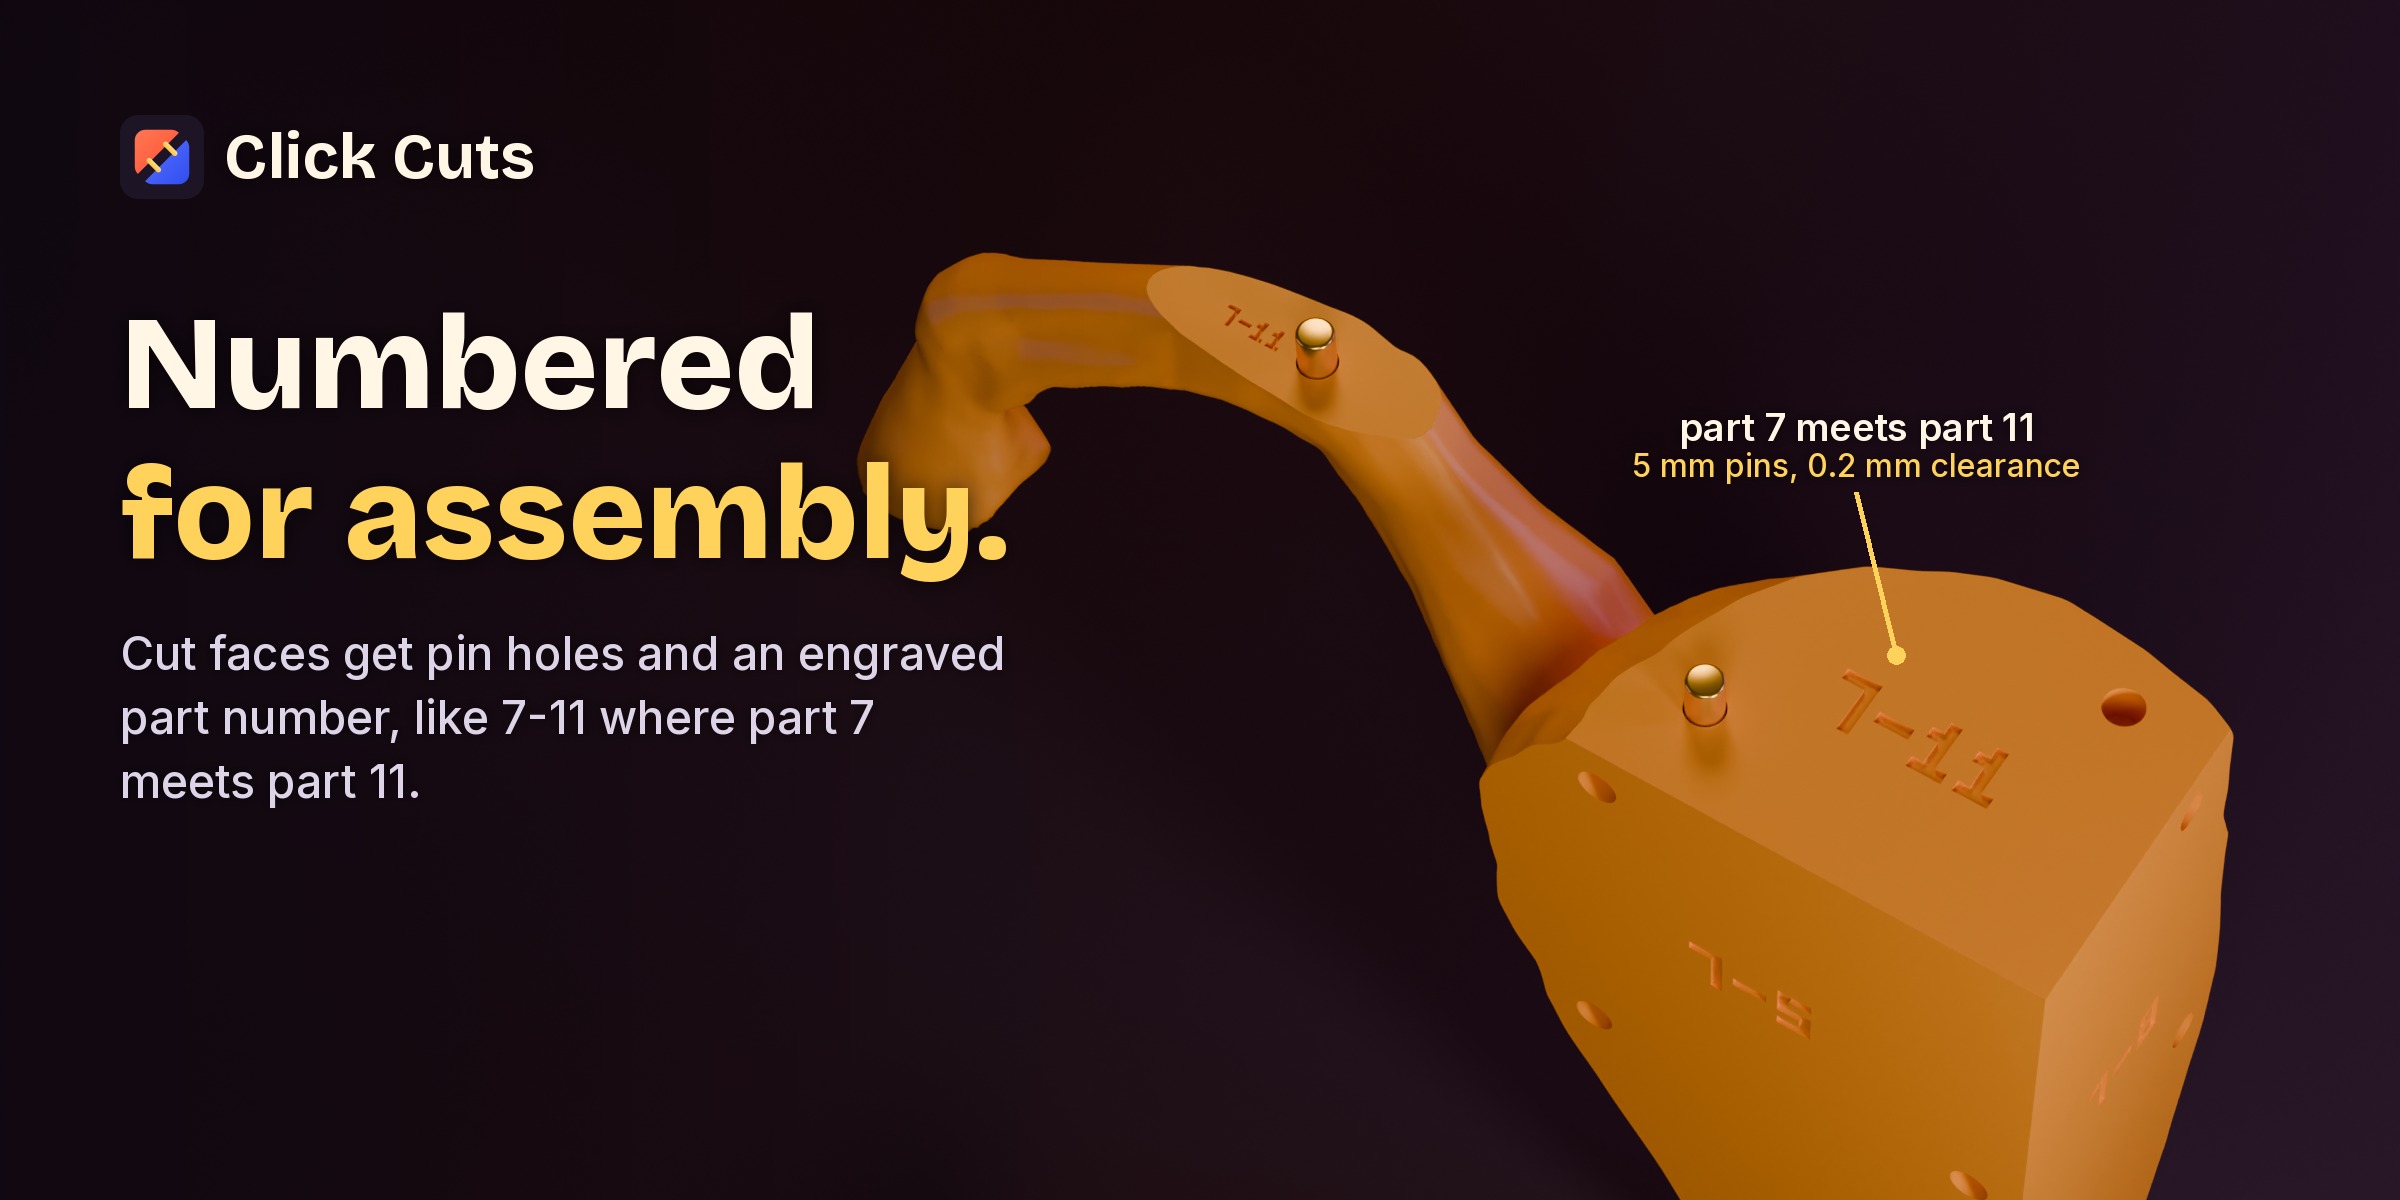 Click Cuts
Numbered
for assembly.
Cut faces get pin holes and an engraved
part number, like 7-11 where part 7
meets part 11.
7-11
part 7 meets part 11
5 mm pins, 0.2 mm clearance
7-11
7-5